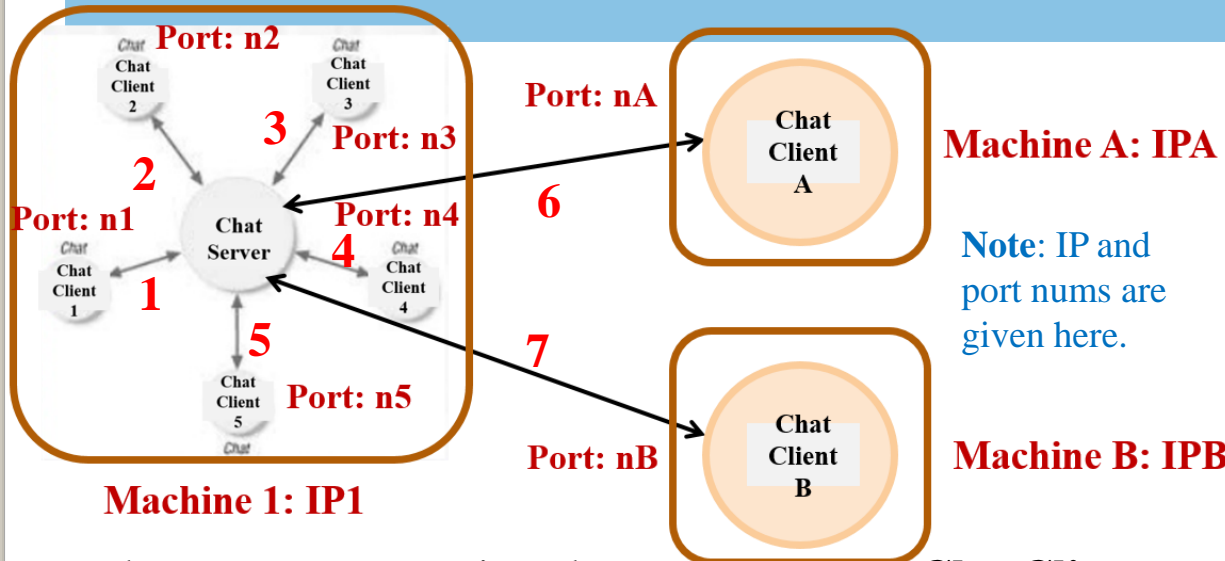 Chat
Port: n2
Chat
Client
2
Chat
Chat
Client
3
3
Port: n3
2
Port: n1
Chat
Chat
Client
1
1
Chat
Server
Port: n4
4
Chat
Chat
Client
4
5
Chat
Client
5
Chat
Port: n5
Machine 1: IP1
Port: nA
6
Chat
Client
A
Machine A: IPA
Note: IP and
port nums are
given here.
7
Port: nB
Chat
Client
B
Machine B: IPB